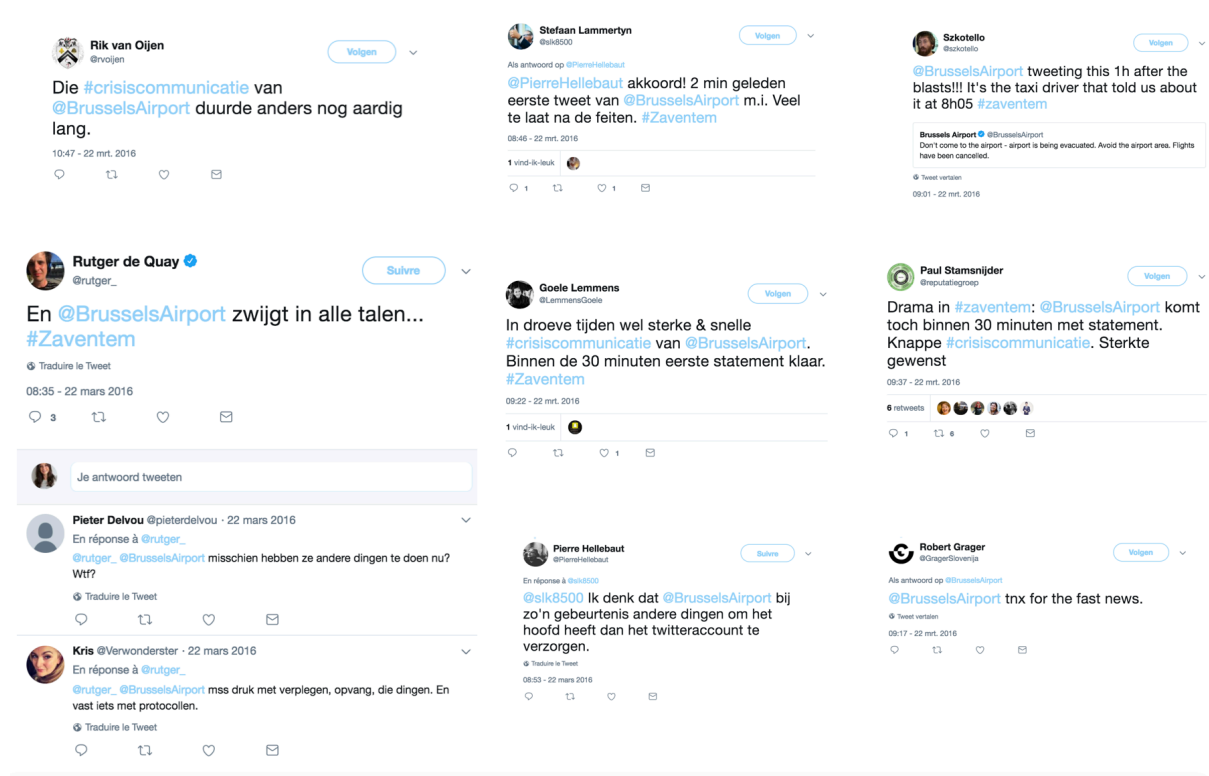 Rik van Oijen
@rvoijen
Volgen
Die #crisiscommunicatie van
@BrusselsAirport duurde anders nog aardig
lang.
10:47 - 22 mrt. 2016
Stefaan Lammertyn
@slk8500
Volgen
Als antwoord op @PierreHellebaut
@PierreHellebaut akkoord! 2 min geleden
eerste tweet van @BrusselsAirport m.i. Veel
te laat na de feiten. #Zaventem
08:46 - 22 mrt. 2016
1 vind-ik-leuk
1 1
Szkotello
@szkotello
Volgen
@BrusselsAirport tweeting this 1h after the
blasts!!! It's the taxi driver that told us about
it at 8h05 #zaventem
Brussels Airport @BrusselsAirport
Don't come to the airport - airport is being evacuated. Avoid the airport area. Flights
have been cancelled.
Tweet vertalen
09:01 - 22 mrt. 2016
Rutger de Quay
@rutger_
Suivre
En @BrusselsAirport zwijgt in alle talen...
#Zaventem
Traduire le Tweet
08:35 - 22 mars 2016
3
Je antwoord tweeten
Pieter Delvou @pieterdelvou · 22 mars 2016
En réponse à @rutger_
@rutger_ @BrusselsAirport misschien hebben ze andere dingen te doen nu?
Wtf?
Traduire le Tweet
Kris @Verwonderster · 22 mars 2016
En réponse à @rutger_
@rutger_ @BrusselsAirport mss druk met verplegen, opvang, die dingen. En
vast iets met protocollen.
Traduire le Tweet
Goele Lemmens
@LemmensGoele
Volgen
In droeve tijden wel sterke & snelle
#crisiscommunicatie van @BrusselsAirport.
Binnen de 30 minuten eerste statement klaar.
#Zaventem
09:22 - 22 mrt. 2016
1 vind-ik-leuk
1
Paul Stamsnijder
@reputatiegroep
Volgen
Drama in #zaventem: @BrusselsAirport komt
toch binnen 30 minuten met statement.
Knappe #crisiscommunicatie. Sterkte
gewenst
09:37 - 22 mrt. 2016
6 retweets
1 6
Pierre Hellebaut
@PierreHellebaut
Suivre
En réponse à @slk8500
@slk8500 Ik denk dat @BrusselsAirport bij
zo'n gebeurtenis andere dingen om het
hoofd heeft dan het twitteraccount te
verzorgen.
Traduire le Tweet
08:53 - 22 mars 2016
Robert Grager
@GragerSlovenija
Volgen
Als antwoord op @BrusselsAirport
@BrusselsAirport tnx for the fast news.
Tweet vertalen
09:17 - 22 mrt. 2016